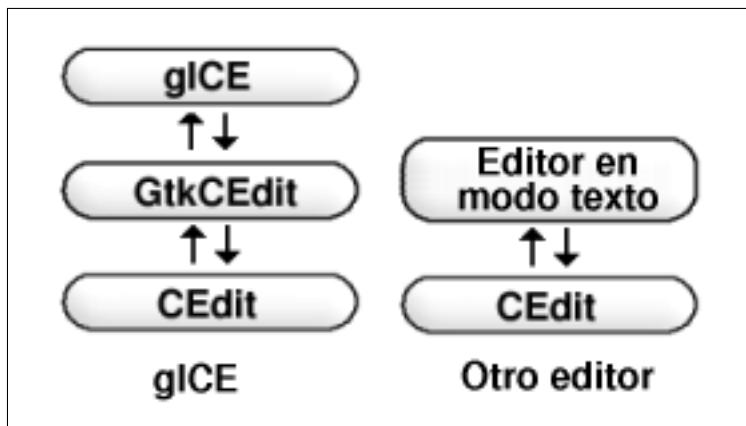 gICE
GtkCEdit
CEdit
gICE
Editor en
modo texto
CEdit
Otro editor